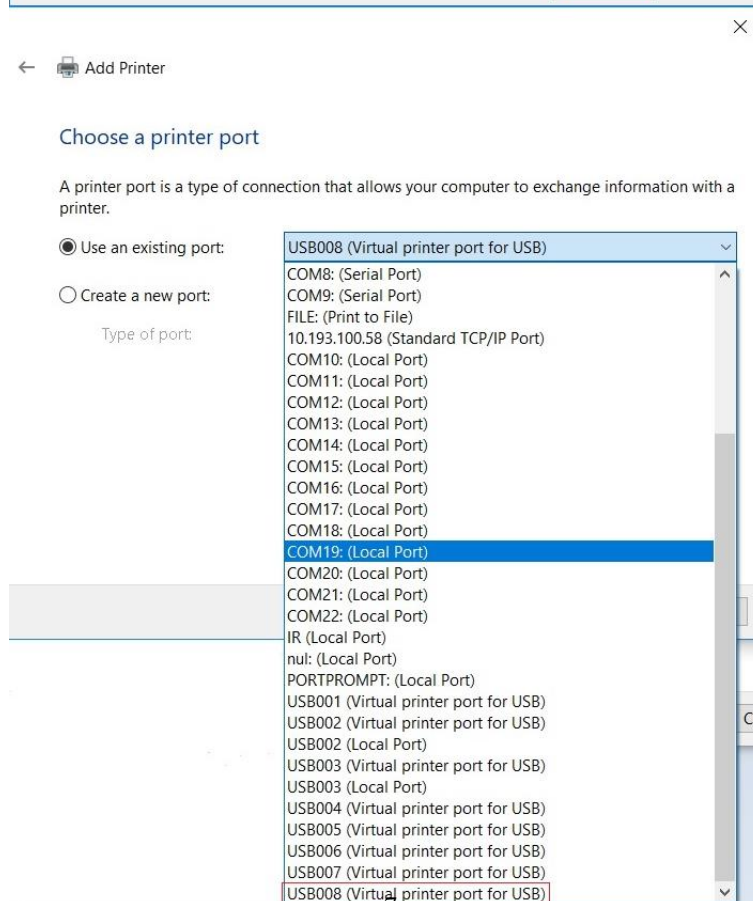 Add Printer
Choose a printer port
A printer port is a type of connection that allows your computer to exchange information with a
printer.
Use an existing port:
USB008 (Virtual printer port for USB)
Create a new port:
Type of port:
COM8: (Serial Port)
COM9: (Serial Port)
FILE: (Print to File)
10.193.100.58 (Standard TCP/IP Port)
COM10: (Local Port)
COM11: (Local Port)
COM12: (Local Port)
COM13: (Local Port)
COM14: (Local Port)
COM15: (Local Port)
COM16: (Local Port)
COM17: (Local Port)
COM18: (Local Port)
COM19: (Local Port)
COM20: (Local Port)
COM21: (Local Port)
COM22: (Local Port)
IR (Local Port)
nul: (Local Port)
PORTPROMPT: (Local Port)
USB001 (Virtual printer port for USB)
USB002 (Virtual printer port for USB)
USB002 (Local Port)
USB003 (Virtual printer port for USB)
USB003 (Local Port)
USB004 (Virtual printer port for USB)
USB005 (Virtual printer port for USB)
USB006 (Virtual printer port for USB)
USB007 (Virtual printer port for USB)
USB008 (Virtual printer port for USB)